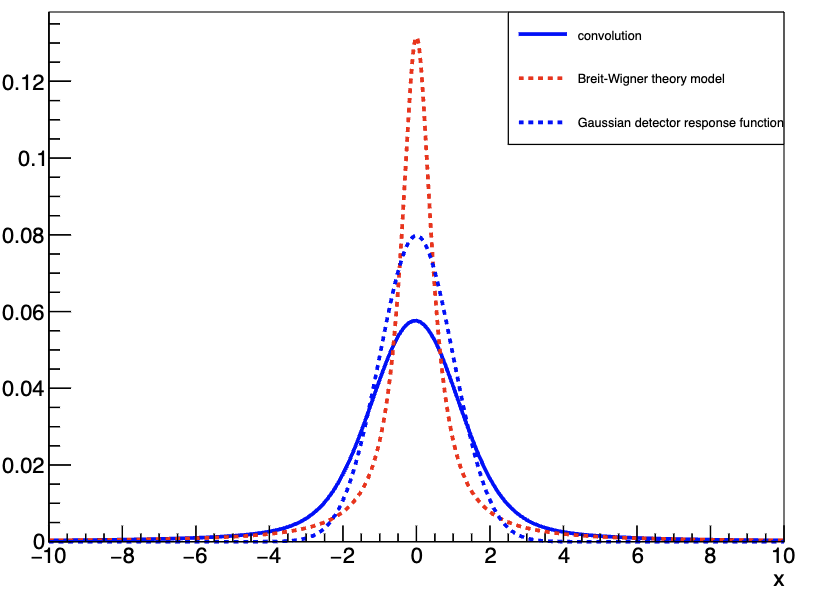 convolution
Breit-Wigner theory model
Gaussian detector response function
0.12
0.1
0.08
0.06
0.04
0.02
0
−10 −8 −6 −4 −2 0 2 4 6 8 10
x